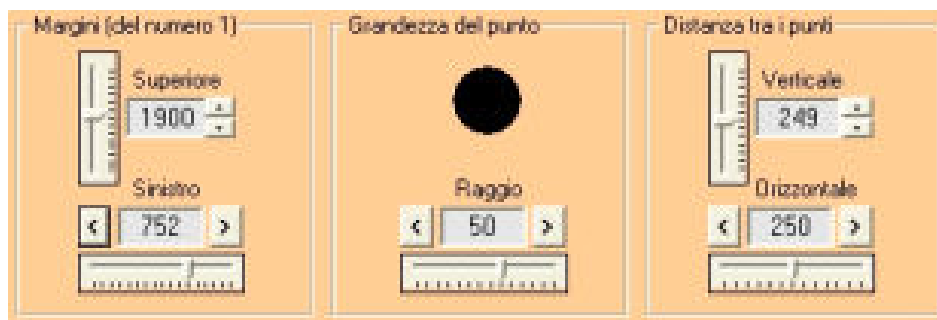 Margini (del numero 1)
Superiore
1900
Sinistro
< 752 >
Grandezza del punto
Raggio
< 50 >
Distanza tra i punti
Verticale
249
Orizzontale
< 250 >